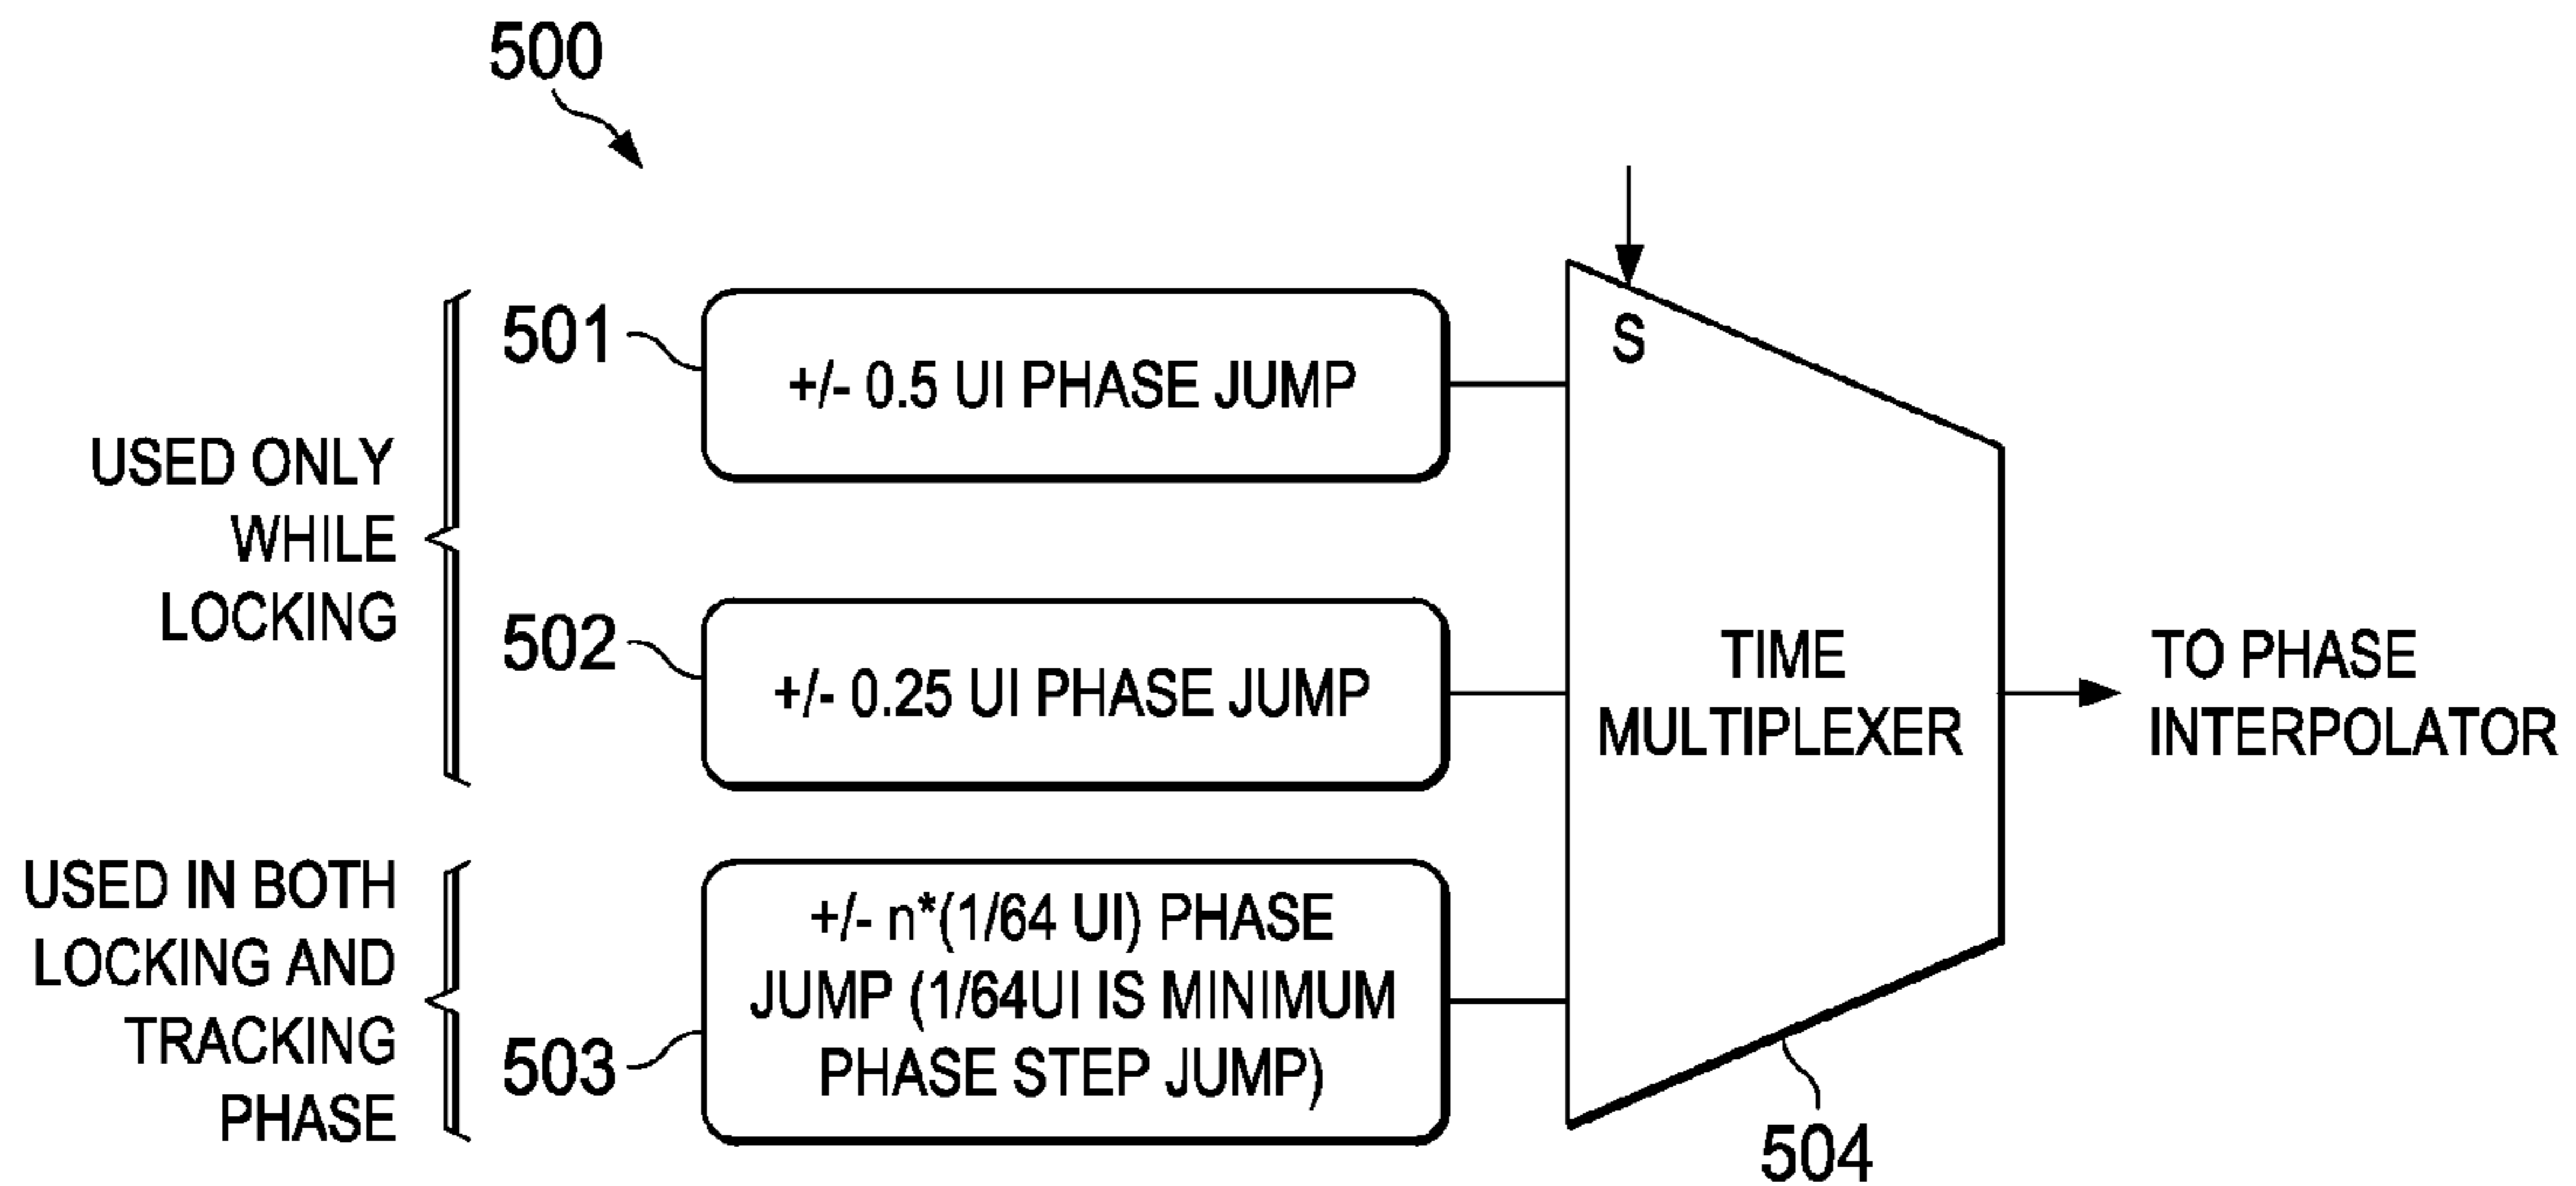 500
USED ONLY
WHILE
LOCKING
501
+/- 0.5 UI PHASE JUMP
502
+/- 0.25 UI PHASE JUMP
USED IN BOTH
LOCKING AND
TRACKING
PHASE
503
+/- n*(1/64 UI) PHASE
JUMP (1/64UI IS MINIMUM
PHASE STEP JUMP)
S
TIME
MULTIPLEXER
504
TO PHASE
INTERPOLATOR